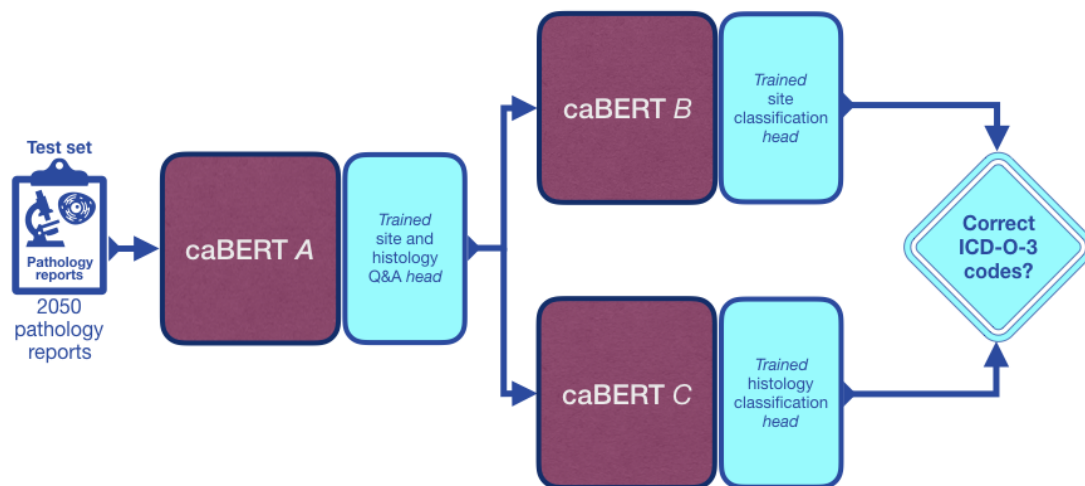 Test set
Pathology
reports
2050
pathology
reports
caBERT A
Trained
site and
histology
Q&A head
caBERT B
Trained
site
classification
head
caBERT C
Trained
histology
classification
head
Correct
ICD-O-3
codes?